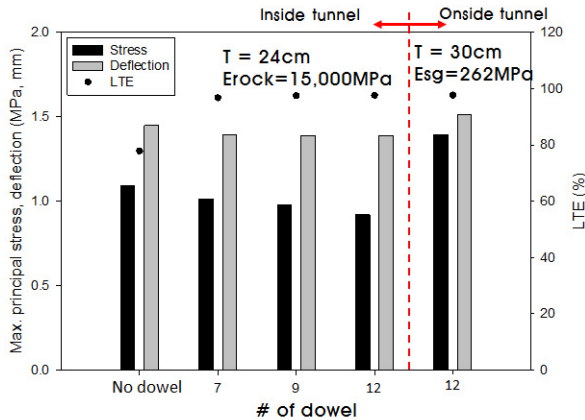 Inside tunnel
Onside tunnel
2.0
120
Stress
Deflection
LTE
T = 24cm
Erock=15,000MPa
T = 30cm
Esg=262MPa
1.5
1.0
0.5
0.0
100
80
60
40
20
0
Max. principal stress, deflection (MPa, mm)
LTE (%)
No dowel
7
9
12
12
# of dowel